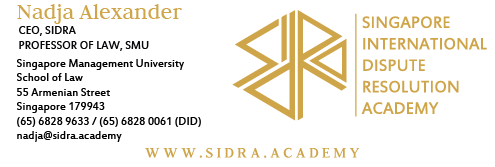 Nadja Alexander
CEO, SIDRA
PROFESSOR OF LAW, SMU
Singapore Management University
School of Law
55 Armenian Street
Singapore 179943
(65) 6828 9633 / (65) 6828 0061 (DID)
nadja@sidra.academy
SINGAPORE
INTERNATIONAL
DISPUTE
RESOLUTION
ACADEMY
WWW.SIDRA.ACADEMY